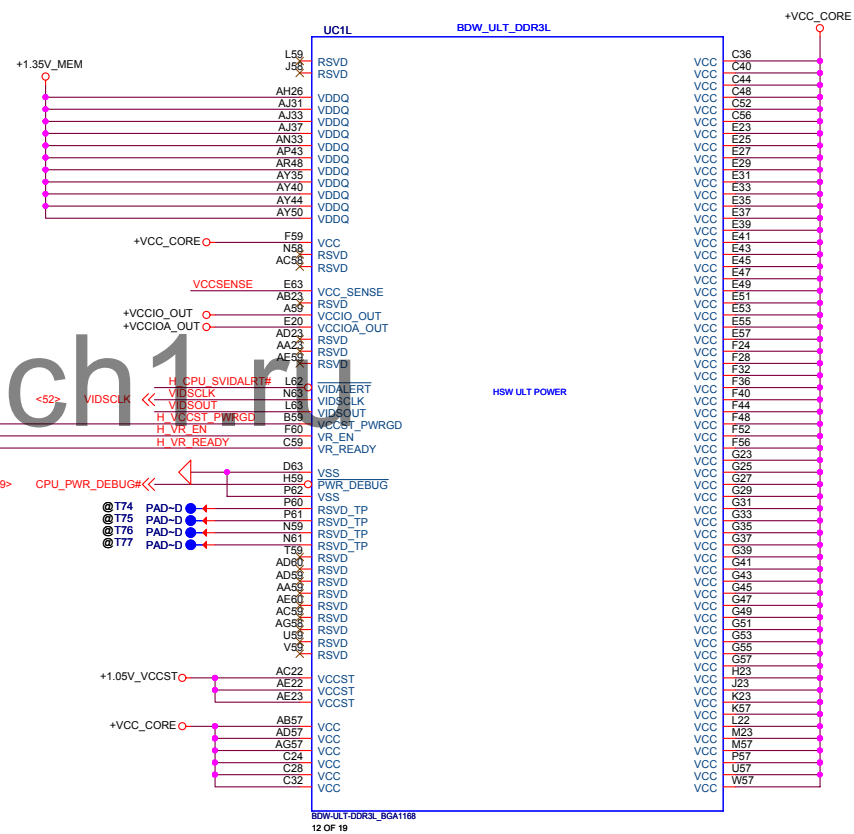 +VCC_CORE
UC1L
BDW_ULT_DDR3L
+1.35V_MEM
L59 RSVD
J58 RSVD
AH26 VDDQ
AJ31 VDDQ
AJ33 VDDQ
AJ37 VDDQ
AN33 VDDQ
AP43 VDDQ
AR48 VDDQ
AY35 VDDQ
AY40 VDDQ
AY44 VDDQ
AY50 VDDQ
+VCC_CORE F59 VCC
N58 RSVD
AC58 RSVD
VCCSENSE E63 VCC_SENSE
AB23 RSVD
+VCCIO_OUT A59 VCCIO_OUT
+VCCIOA_OUT E20 VCCIOA_OUT
AD23 RSVD
AA23 RSVD
AE59 RSVD
ch1.ru
H_CPU_SVIDALRT# L62 VIDALERT
<52> VIDSCLK VIDSCLK N63 VIDSCLK
VIDSOUT L63 VIDSOUT
H_VCCST_PWRGD B59 VCCST_PWRGD
H_VR_EN F60 VR_EN
H_VR_READY C59 VR_READY
D63 VSS
9> CPU_PWR_DEBUG# H59 PWR_DEBUG
P62 VSS
@T74 PAD~D P60 RSVD_TP
@T75 PAD~D P61 RSVD_TP
@T76 PAD~D N59 RSVD_TP
@T77 PAD~D N61 RSVD_TP
T59 RSVD
AD60 RSVD
AD59 RSVD
AA59 RSVD
AE60 RSVD
AC59 RSVD
AG58 RSVD
U59 RSVD
V59 RSVD
+1.05V_VCCST AC22 VCCST
AE22 VCCST
AE23 VCCST
+VCC_CORE AB57 VCC
AD57 VCC
AG57 VCC
C24 VCC
C28 VCC
C32 VCC
HSW ULT POWER
VCC C36
VCC C40
VCC C44
VCC C48
VCC C52
VCC C56
VCC E23
VCC E25
VCC E27
VCC E29
VCC E31
VCC E33
VCC E35
VCC E37
VCC E39
VCC E41
VCC E43
VCC E45
VCC E47
VCC E49
VCC E51
VCC E53
VCC E55
VCC E57
VCC F24
VCC F28
VCC F32
VCC F36
VCC F40
VCC F44
VCC F48
VCC F52
VCC F56
VCC G23
VCC G25
VCC G27
VCC G29
VCC G31
VCC G33
VCC G35
VCC G37
VCC G39
VCC G41
VCC G43
VCC G45
VCC G47
VCC G49
VCC G51
VCC G53
VCC G55
VCC G57
VCC H23
VCC J23
VCC K23
VCC K57
VCC L22
VCC M23
VCC M57
VCC P57
VCC U57
VCC W57
BDW-ULT-DDR3L_BGA1168
12 OF 19